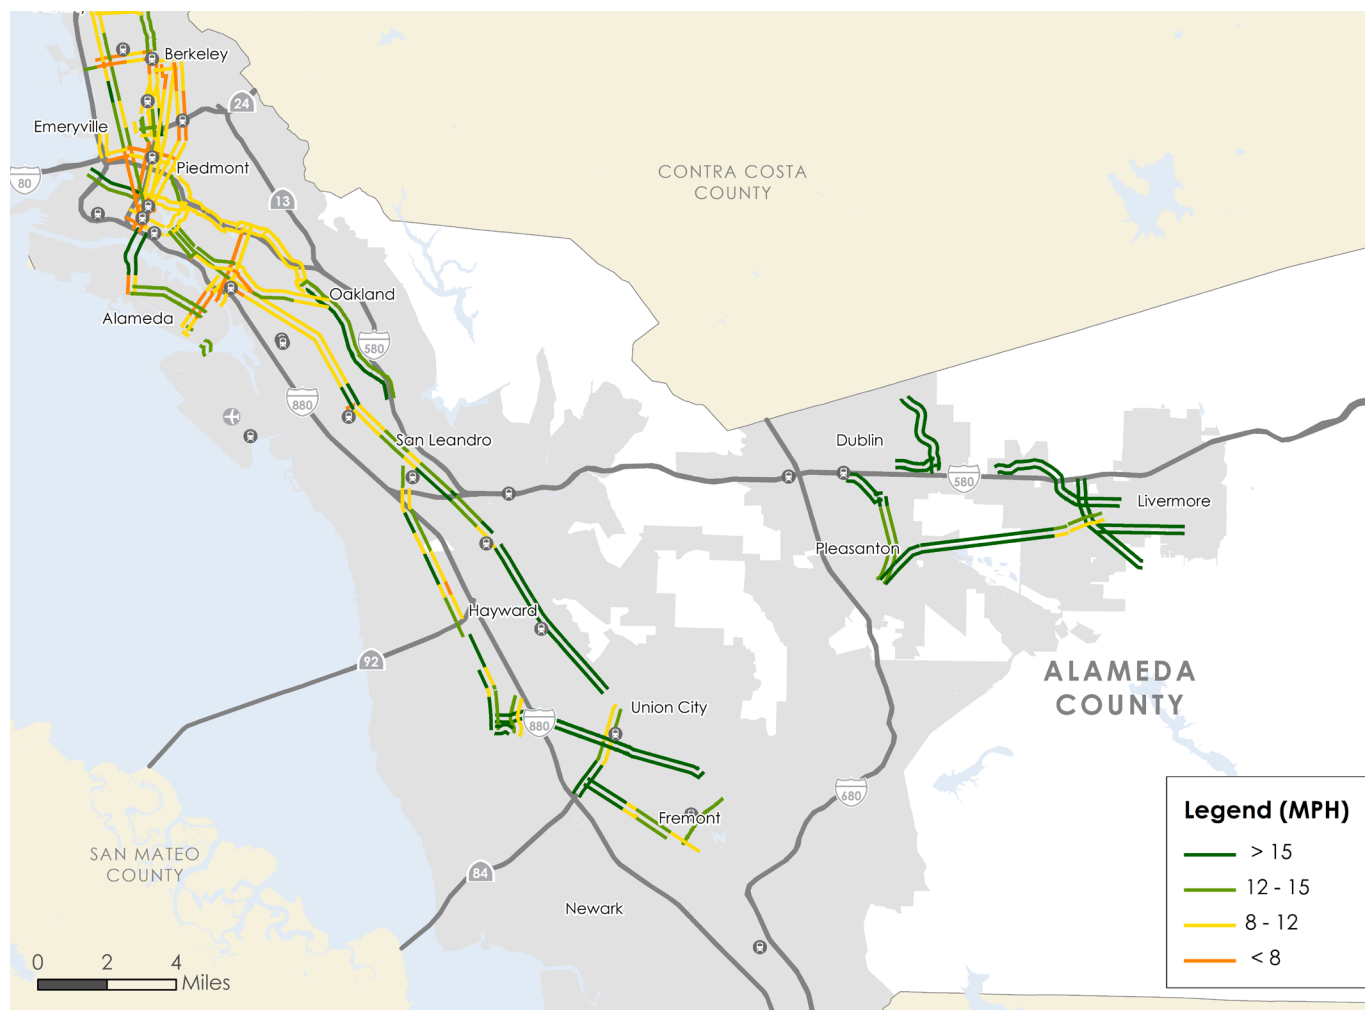 Berkeley
24
Emeryville
Piedmont
80
CONTRA COSTA
COUNTY
13
Oakland
Alameda
580
880
San Leandro
Dublin
580
Livermore
Pleasanton
Hayward
92
ALAMEDA
COUNTY
Union City
880
680
Fremont
SAN MATEO
COUNTY
84
Newark
0 2 4
Miles
Legend (MPH)
> 15
12 - 15
8 - 12
< 8